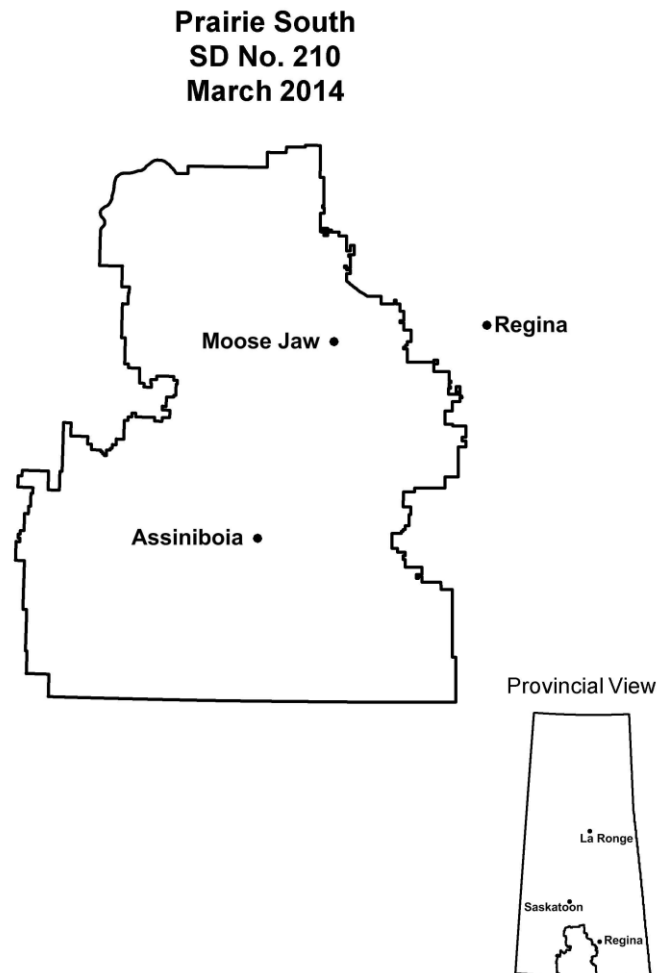 Prairie South
SD No. 210
March 2014
Regina
Moose Jaw
Assiniboia
Provincial View
La Ronge
Saskatoon
Regina